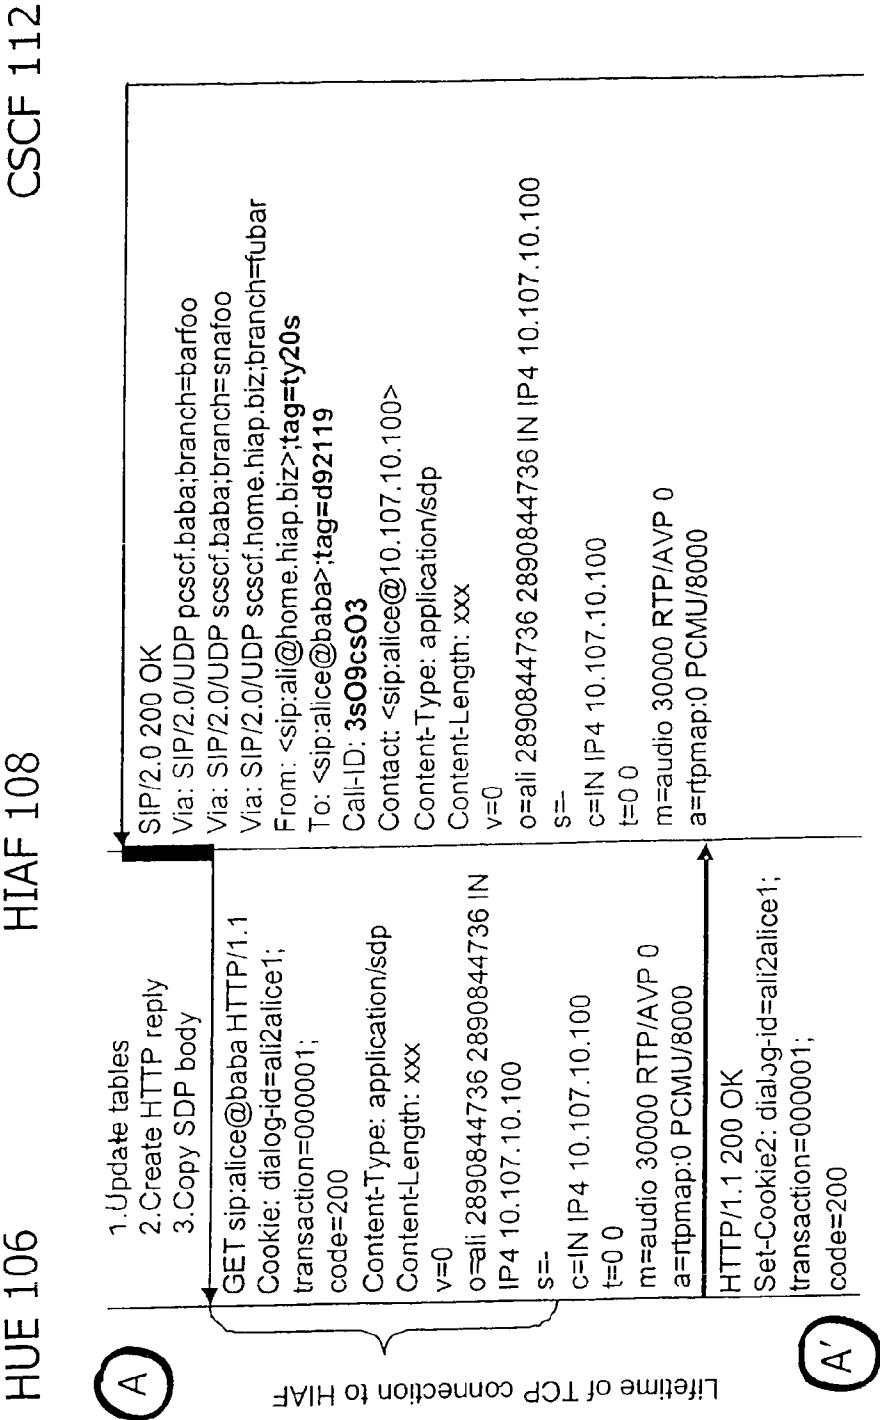 HUE 106
HIAF 108
CSCF 112
A
1.Update tables
2.Create HTTP reply
3.Copy SDP body
SIP/2.0 200 OK
Via: SIP/2.0/UDP pcscf.baba;branch=barfoo
Via: SIP/2.0/UDP scscf.baba;branch=snafoo
Via: SIP/2.0/UDP scscf.home.hiap.biz;branch=fubar
From: <sip:ali@home.hiap.biz>;tag=ty20s
To: <sip:alice@baba>;tag=d92119
Call-ID: 3sO9csO3
Contact: <sip:alice@10.107.10.100>
Content-Type: application/sdp
Content-Length: xxx
v=0
o=ali 2890844736 2890844736 IN IP4 10.107.10.100
s=-
c=IN IP4 10.107.10.100
t=0 0
m=audio 30000 RTP/AVP 0
a=rtpmap:0 PCMU/8000
GET sip:alice@baba HTTP/1.1
Cookie: dialog-id=ali2alice1;
transaction=000001;
code=200
Content-Type: application/sdp
Content-Length: xxx
v=0
o=ali 2890844736 2890844736 IN
IP4 10.107.10.100
s=-
c=IN IP4 10.107.10.100
t=0 0
m=audio 30000 RTP/AVP 0
a=rtpmap:0 PCMU/8000
Lifetime of TCP connection to HIAF
HTTP/1.1 200 OK
Set-Cookie2: dialog-id=ali2alice1;
transaction=000001;
code=200
A'